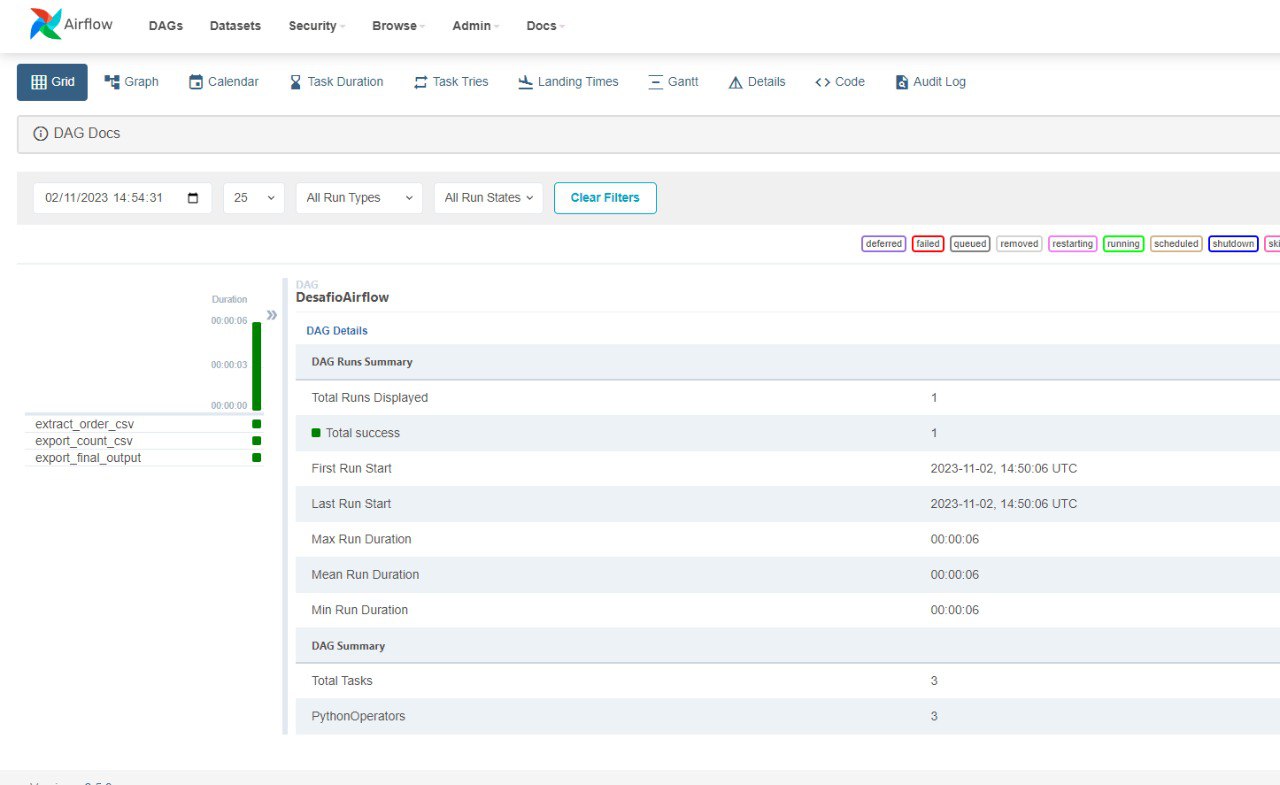 Airflow DAGs Datasets Security Browse Admin Docs
Grid Graph Calendar Task Duration Task Tries Landing Times Gantt Details Code Audit Log
DAG Docs
02/11/2023 14:54:31 25 All Run Types All Run States Clear Filters
deferred failed queued removed restarting running scheduled shutdown
DAG
DesafioAirflow
Duration
00:00:06
00:00:03
00:00:00
extract_order_csv
export_count_csv
export_final_output
DAG Details
DAG Runs Summary
Total Runs Displayed 1
Total success 1
First Run Start 2023-11-02, 14:50:06 UTC
Last Run Start 2023-11-02, 14:50:06 UTC
Max Run Duration 00:00:06
Mean Run Duration 00:00:06
Min Run Duration 00:00:06
DAG Summary
Total Tasks 3
PythonOperators 3